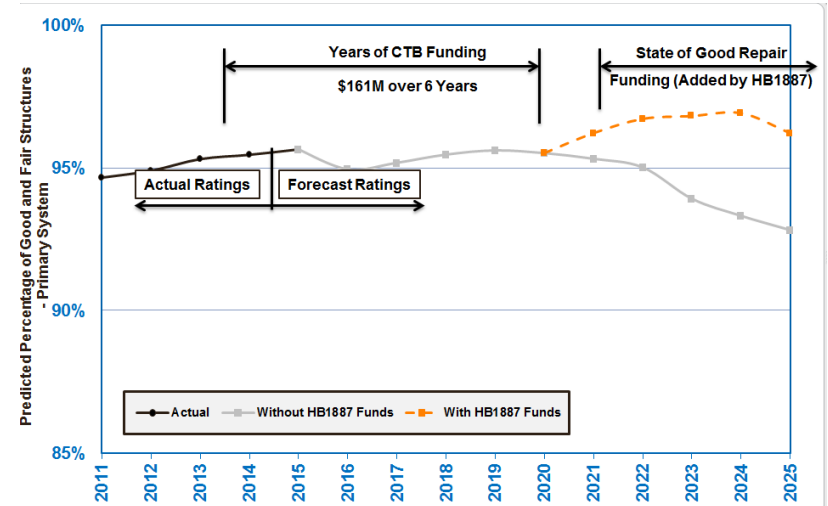 100%
95%
90%
85%
Predicted Percentage of Good and Fair Structures
- Primary System
Years of CTB Funding
$161M over 6 Years
State of Good Repair
Funding (Added by HB1887)
Actual Ratings
Forecast Ratings
Actual
Without HB1887 Funds
With HB1887 Funds
2011
2012
2013
2014
2015
2016
2017
2018
2019
2020
2021
2022
2023
2024
2025